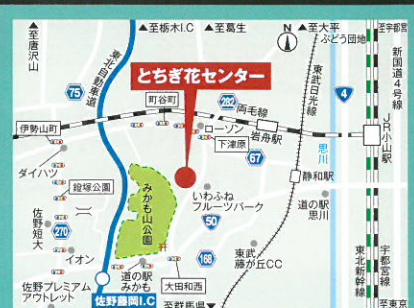 ▲至唐沢山
▲至栃木I.C
▲至葛生
N
▲至大平
ぶどう団地
至宇都宮
東北自動車道
とちぎ花センター
東武日光線
新国道4号線
75
町谷町
282
両毛線
4
伊勢山町
ローソン
岩舟駅
思川
JR小山駅
下津原
ダイハツ
67
静和駅
鐙塚公園
みかも山公園
いわふね
フルーツパーク
道の駅
思川
佐野短大
270
50
イオン
168
東武
藤が丘CC
東北新幹線
宇都宮線
佐野プレミアム
アウトレット
道の駅
みかも
大田和西
佐野藤岡I.C
至群馬県▼
至東京